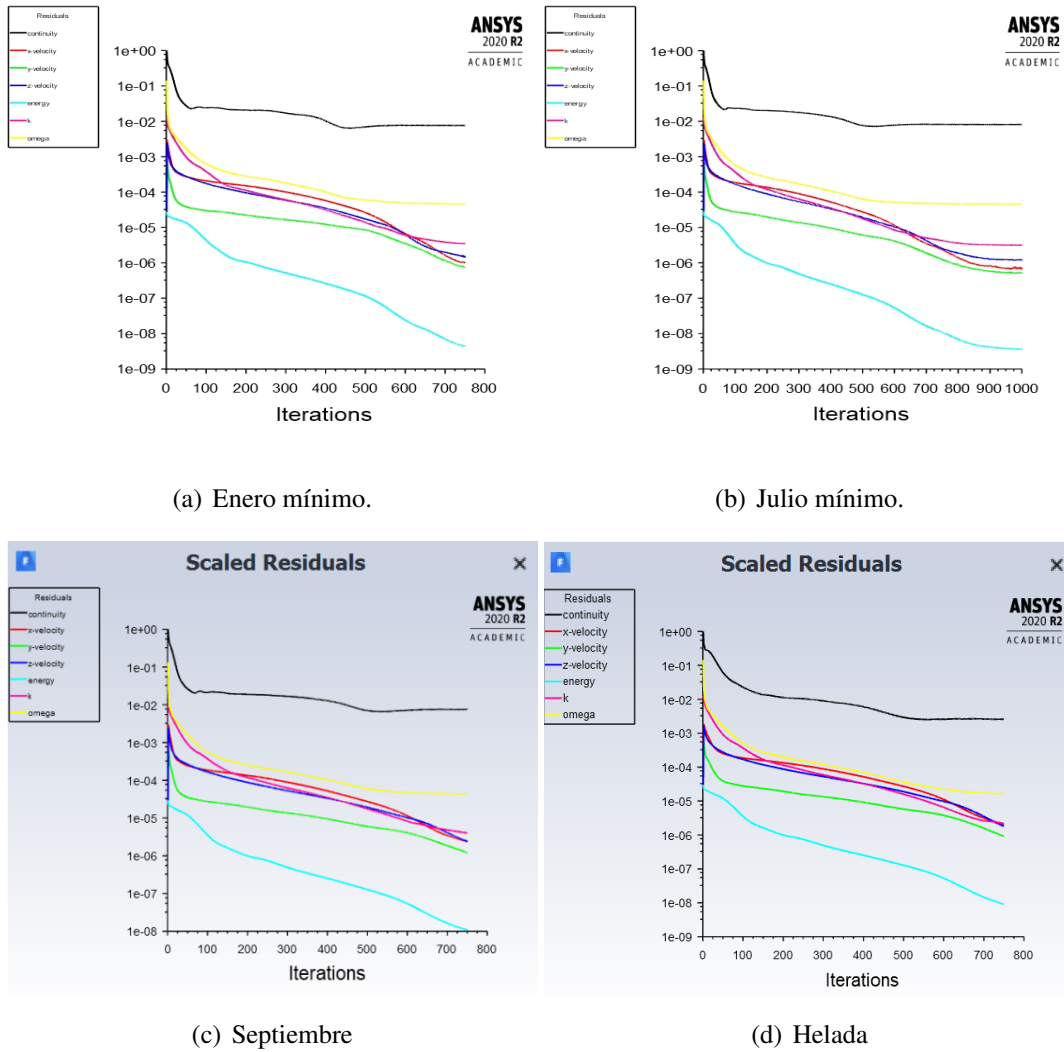 Residuals
continuity
x-velocity
y-velocity
z-velocity
energy
k
omega
ANSYS
2020 R2
ACADEMIC
1e+00
1e-01
1e-02
1e-03
1e-04
1e-05
1e-06
1e-07
1e-08
1e-09
0 100 200 300 400 500 600 700 800
Iterations
(a) Enero mínimo.
Residuals
continuity
x-velocity
y-velocity
z-velocity
energy
k
omega
ANSYS
2020 R2
ACADEMIC
1e+00
1e-01
1e-02
1e-03
1e-04
1e-05
1e-06
1e-07
1e-08
1e-09
0 100 200 300 400 500 600 700 800 900 1000
Iterations
(b) Julio mínimo.
F
Scaled Residuals
×
Residuals
continuity
x-velocity
y-velocity
z-velocity
energy
k
omega
ANSYS
2020 R2
ACADEMIC
1e+00
1e-01
1e-02
1e-03
1e-04
1e-05
1e-06
1e-07
1e-08
0 100 200 300 400 500 600 700 800
Iterations
(c) Septiembre
F
Scaled Residuals
×
Residuals
continuity
x-velocity
y-velocity
z-velocity
energy
k
omega
ANSYS
2020 R2
ACADEMIC
1e+00
1e-01
1e-02
1e-03
1e-04
1e-05
1e-06
1e-07
1e-08
1e-09
0 100 200 300 400 500 600 700 800
Iterations
(d) Helada